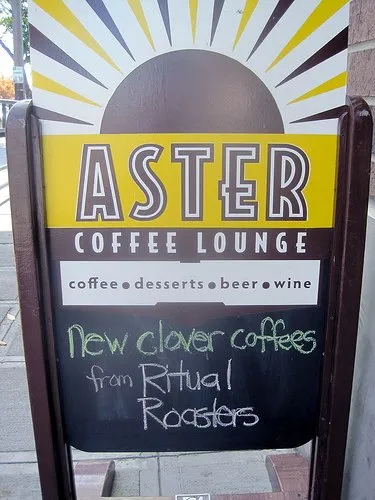 ASTER
COFFEE LOUNGE
coffee • desserts • beer • wine
new clover coffees
from Ritual
Roasters